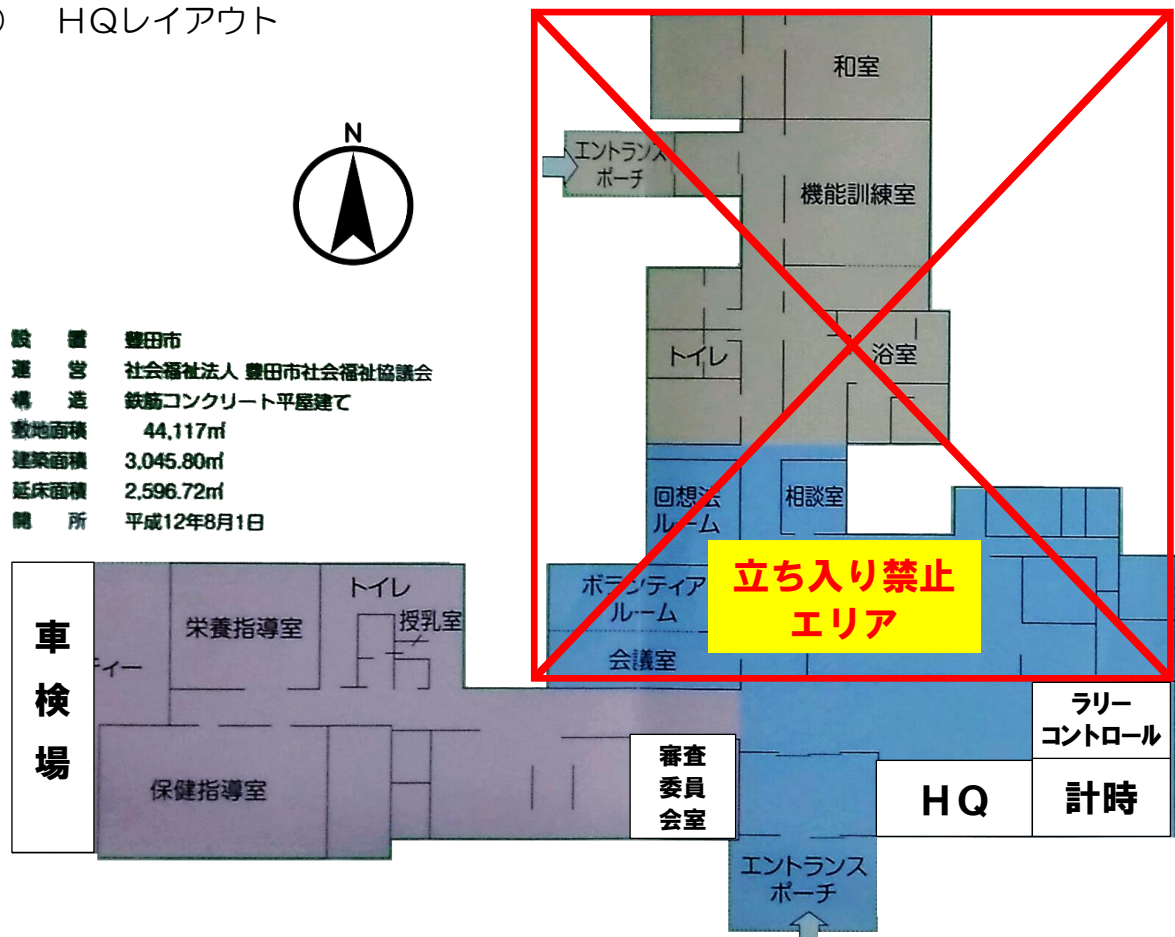 HQレイアウト
N
和室
エントランス
ポーチ
機能訓練室
トイレ
浴室
設　置　豊田市
運　営　社会福祉法人 豊田市社会福祉協議会
構　造　鉄筋コンクリート平屋建て
敷地面積　44,117㎡
建築面積　3,045.80㎡
延床面積　2,596.72㎡
開　所　平成12年8月1日
回想法
ルーム
相談室
立ち入り禁止
エリア
ボランティア
ルーム
会議室
車検場
ティー
栄養指導室
トイレ
授乳室
保健指導室
審査
委員
会室
HQ
ラリー
コントロール
計時
エントランス
ポーチ